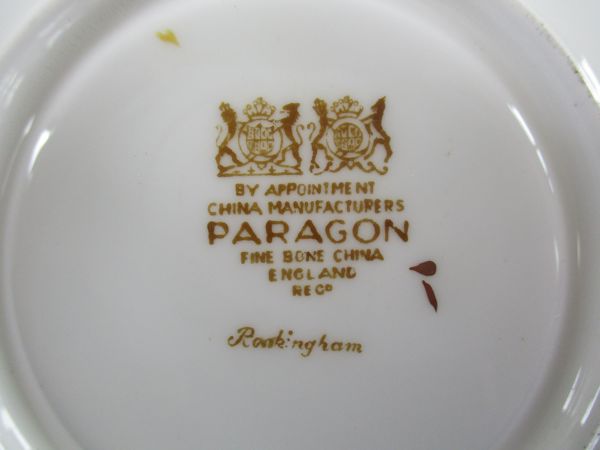 BY APPOINTMENT
CHINA MANUFACTURERS
PARAGON
FINE BONE CHINA
ENGLAND
REGD
Rockingham